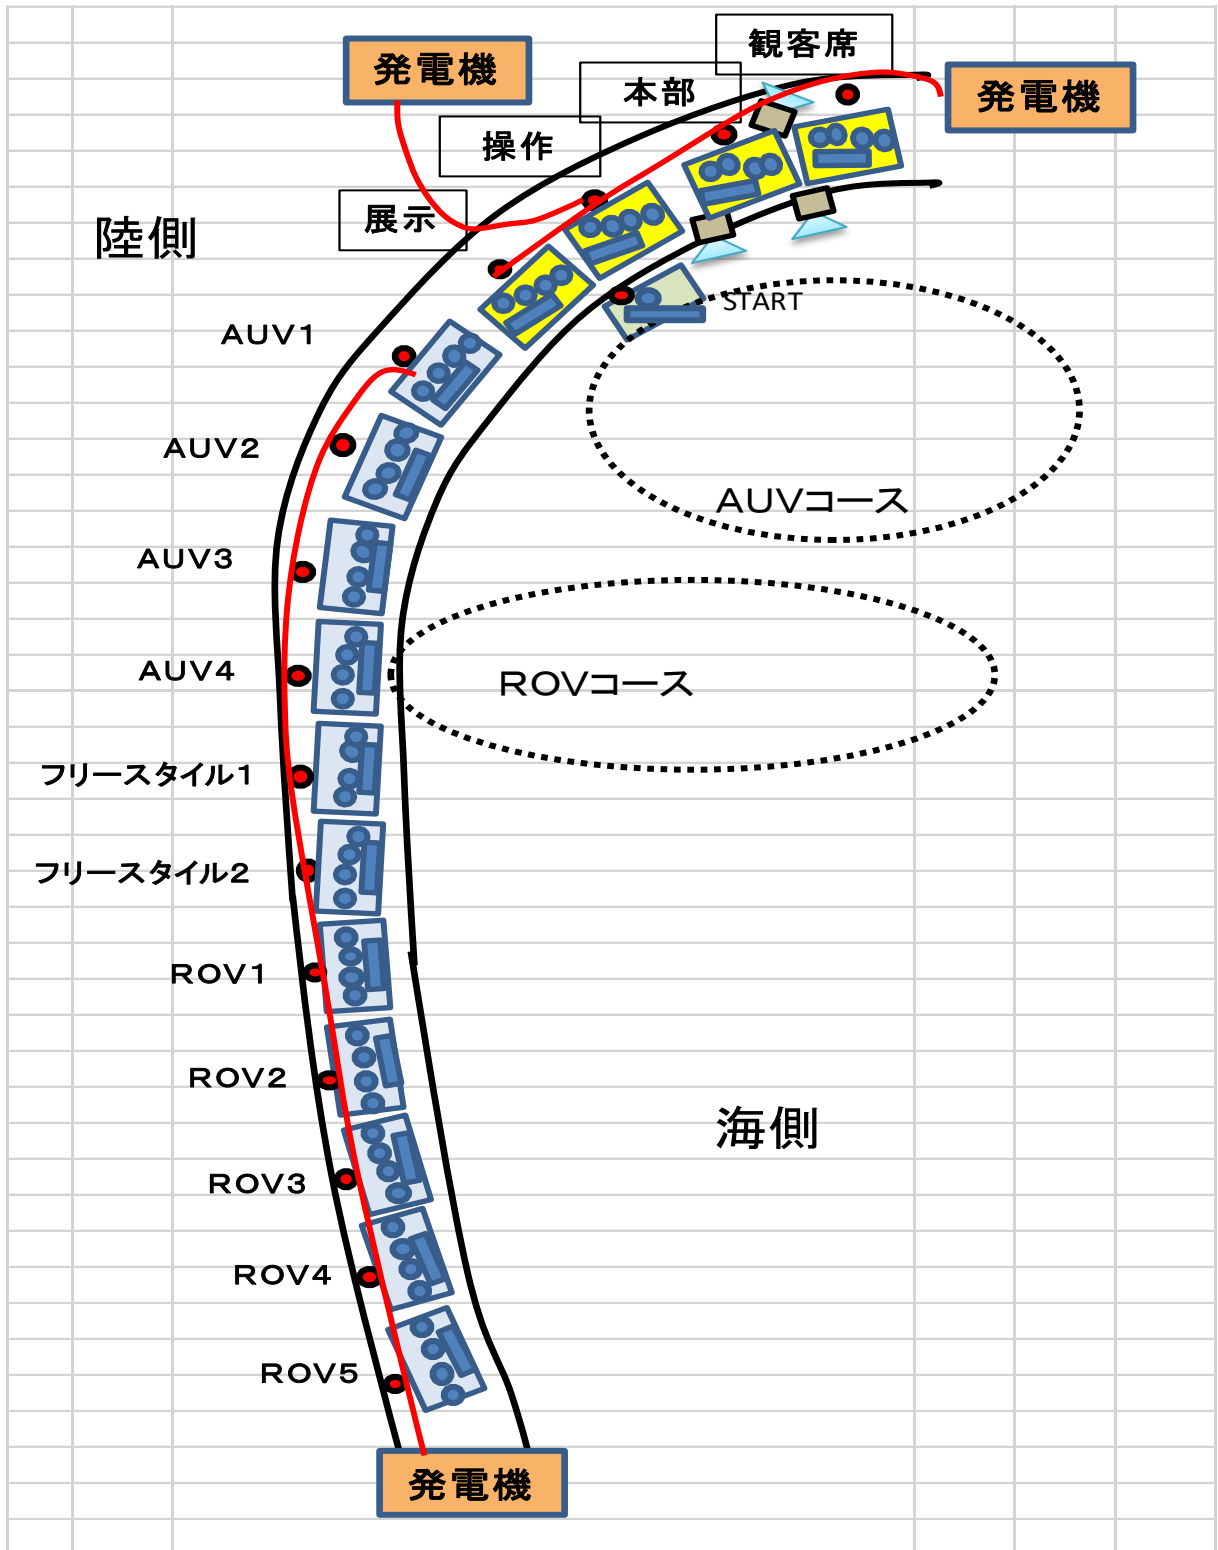 観客席
発電機
本部
発電機
操作
展示
陸側
START
AUV1
AUV2
AUVコース
AUV3
AUV4
ROVコース
フリースタイル1
フリースタイル2
ROV1
ROV2
海側
ROV3
ROV4
ROV5
発電機